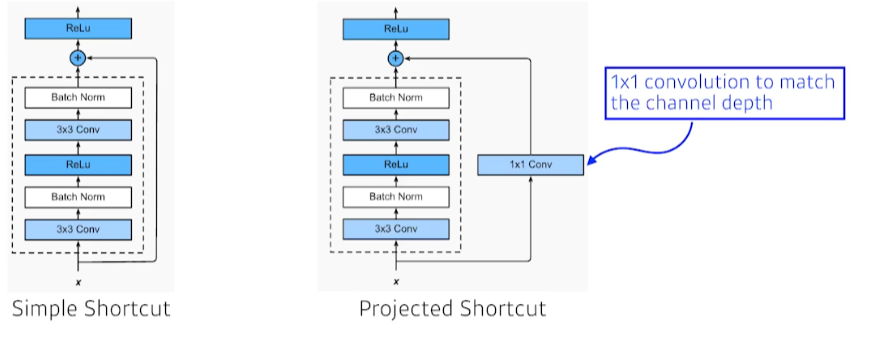 ReLu
+
Batch Norm
3x3 Conv
ReLu
Batch Norm
3x3 Conv
x
Simple Shortcut
ReLu
+
Batch Norm
3x3 Conv
ReLu
Batch Norm
3x3 Conv
x
1x1 Conv
Projected Shortcut
1x1 convolution to match
the channel depth